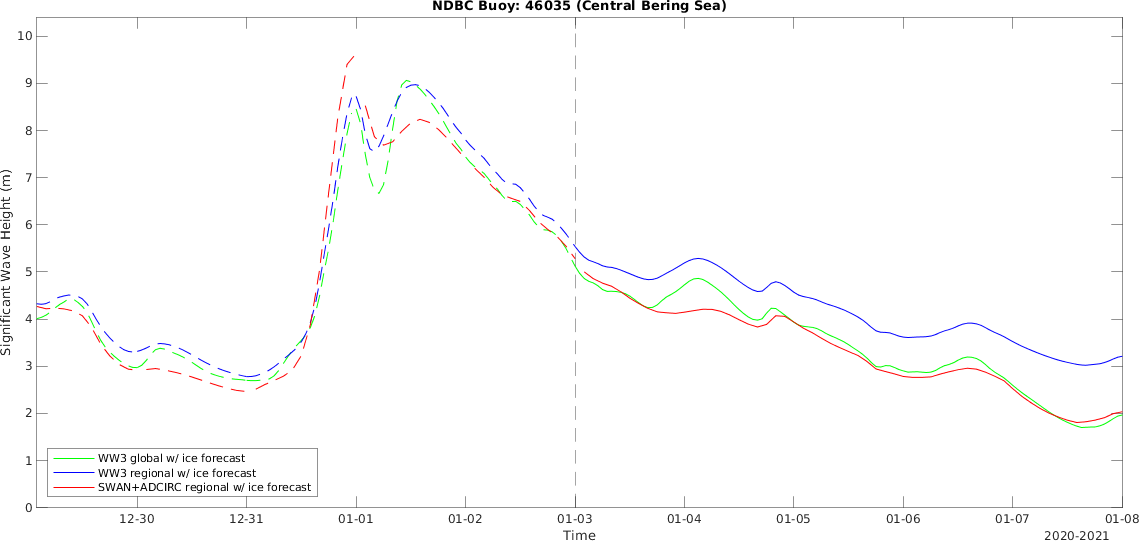 NDBC Buoy: 46035 (Central Bering Sea)
10
9
8
7
6
5
4
3
2
1
0
Significant Wave Height (m)
WW3 global w/ ice forecast
WW3 regional w/ ice forecast
SWAN+ADCIRC regional w/ ice forecast
12-30 12-31 01-01 01-02 01-03 01-04 01-05 01-06 01-07 01-08
Time
2020-2021